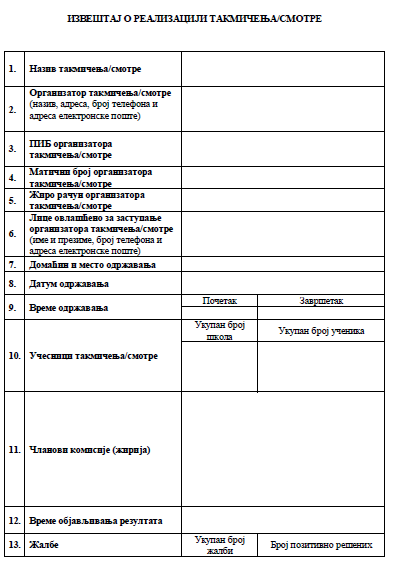 ИЗВЕШТАЈ О РЕАЛИЗАЦИЈИ ТАКМИЧЕЊА/СМОТРЕ
1. Назив такмичења/смотре
2. Организатор такмичења/смотре
(назив, адреса, број телефона и
адреса електронске поште)
3. ПИБ организатора
такмичења/смотре
4. Матични број организатора
такмичења/смотре
5. Жиро рачун организатора
такмичења/смотре
6. Лице овлашћено за заступање
организатора такмичења/смотре
(име и презиме, број телефона и
адреса електронске поште)
7. Домаћин и место одржавања
8. Датум одржавања
9. Време одржавања
Почетак Завршетак
10. Учесници такмичења/смотре
Укупан број
школа
Укупан број ученика
11. Чланови комисије (жирија)
12. Време објављивања резултата
13. Жалбе
Укупан број
жалби
Број позитивно решених